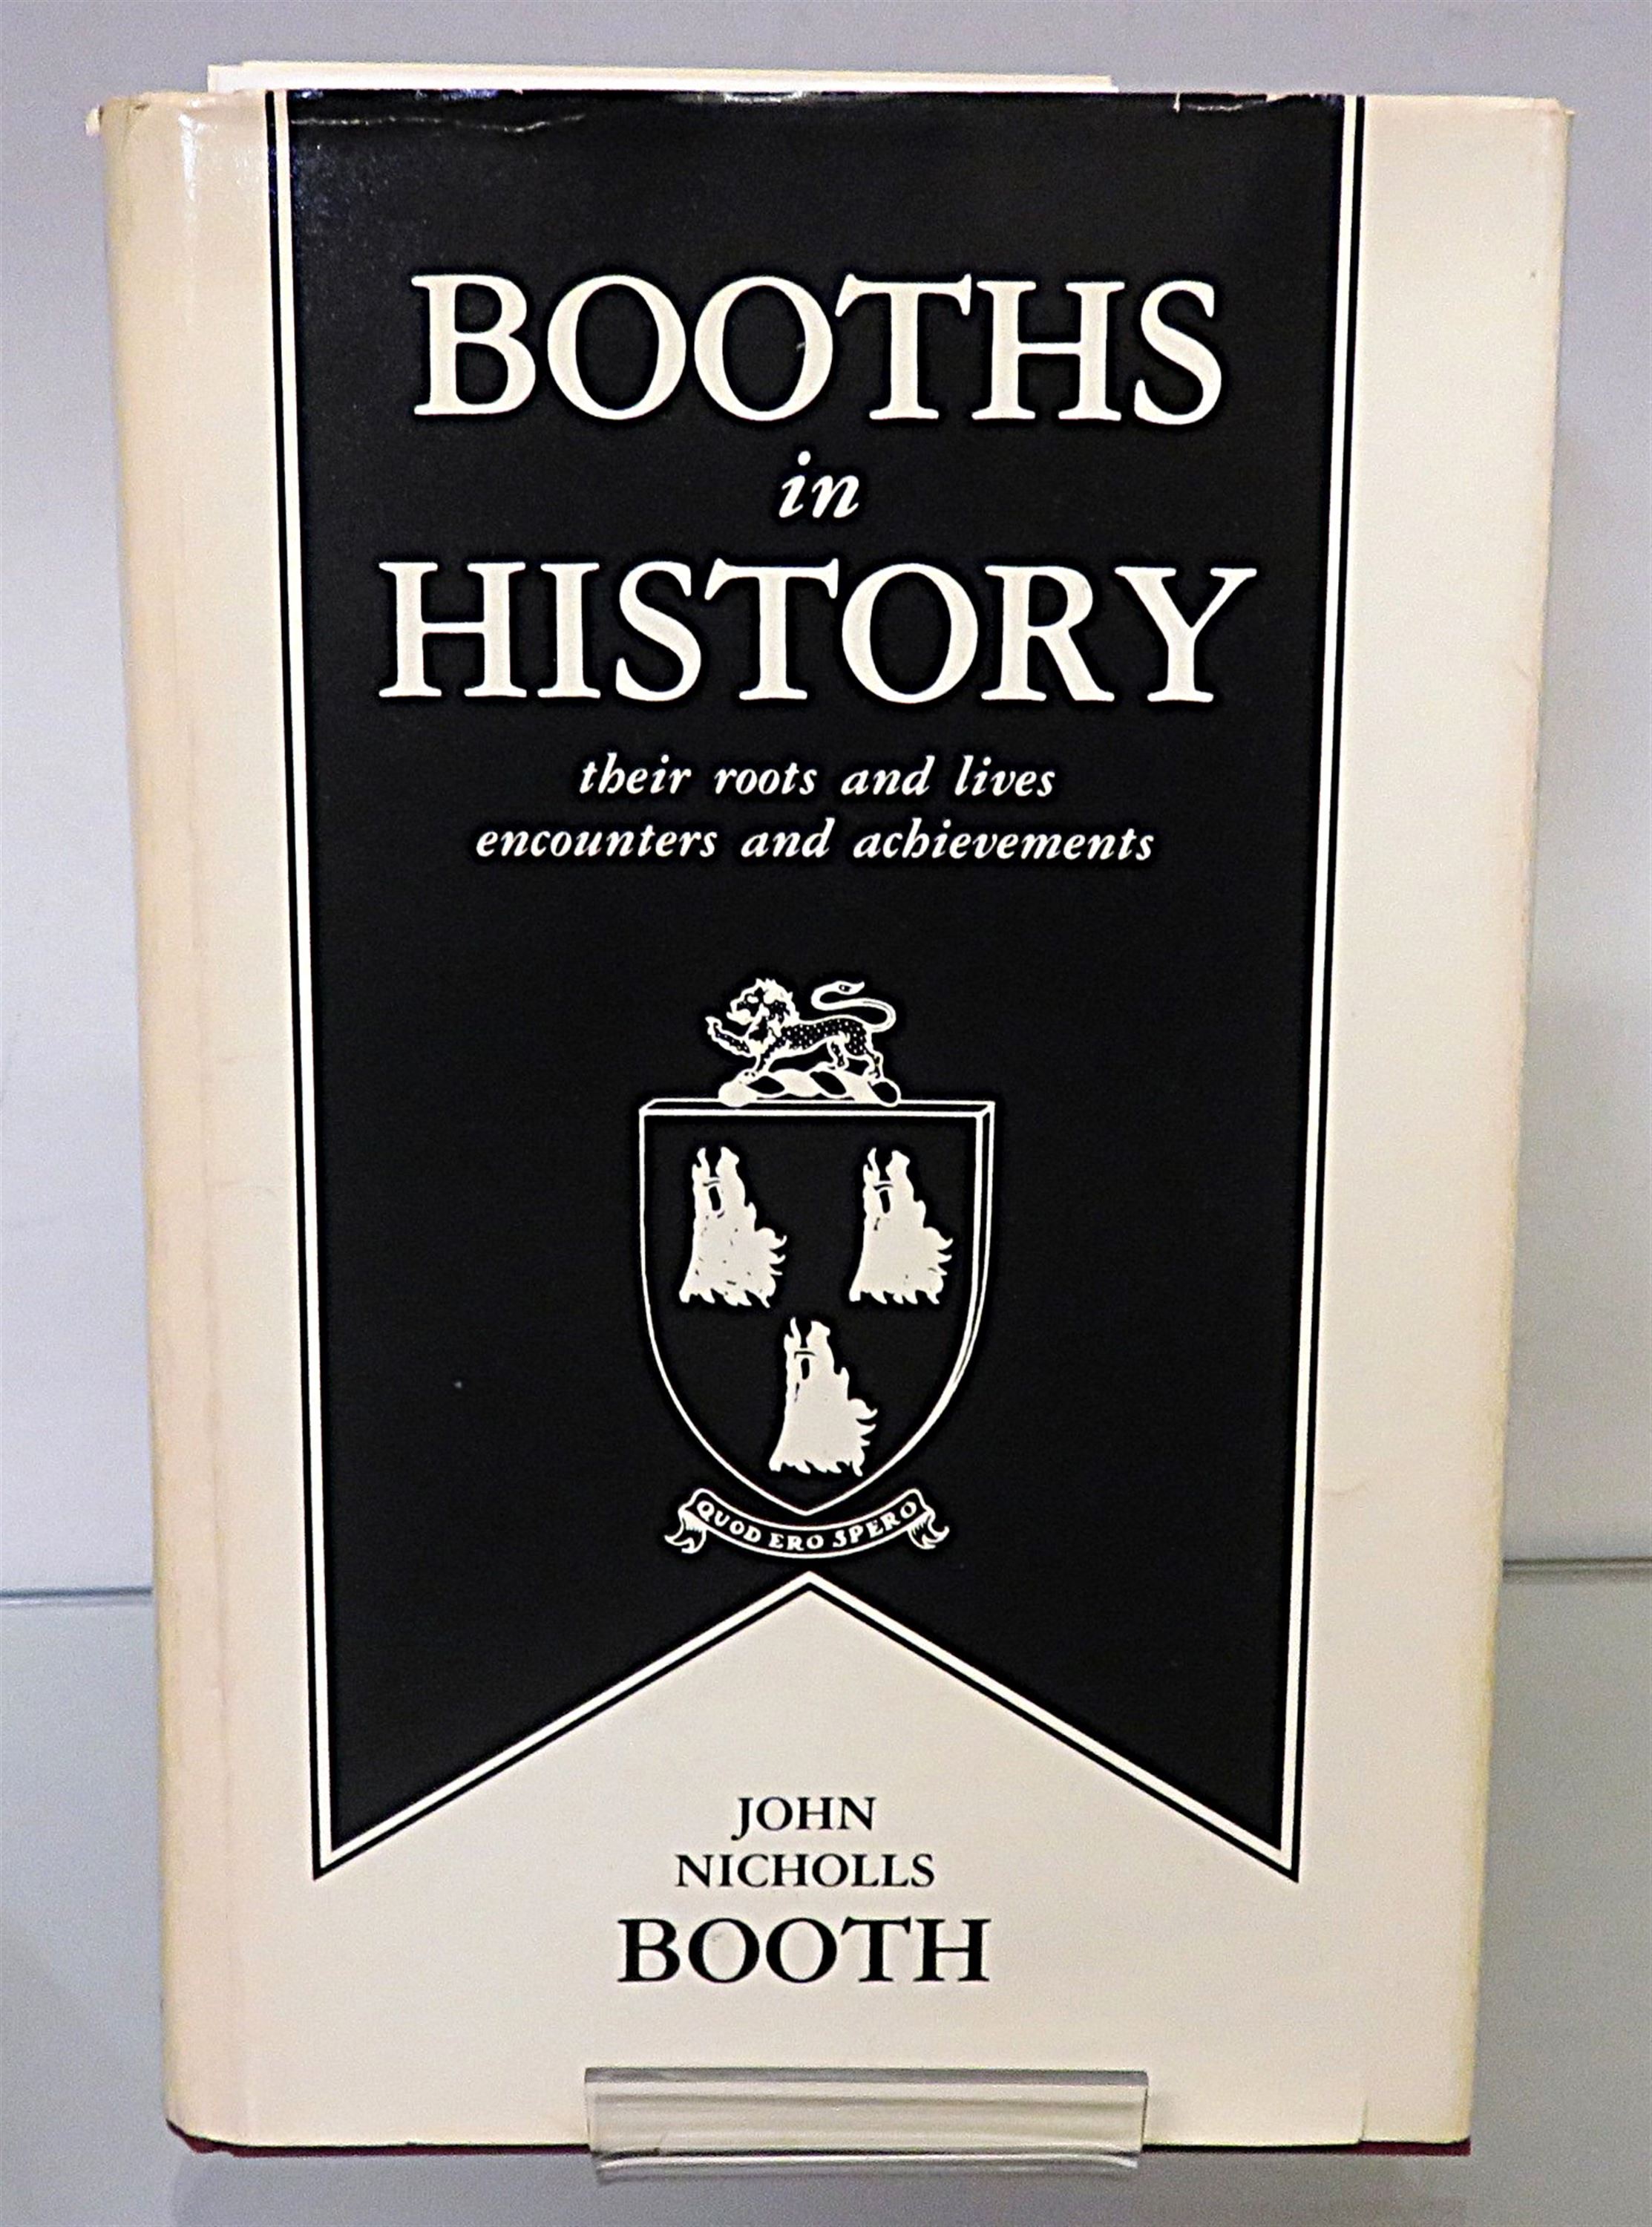 BOOTHS
in
HISTORY
their roots and lives
encounters and achievements
QUOD ERO SPERO
JOHN
NICHOLLS
BOOTH